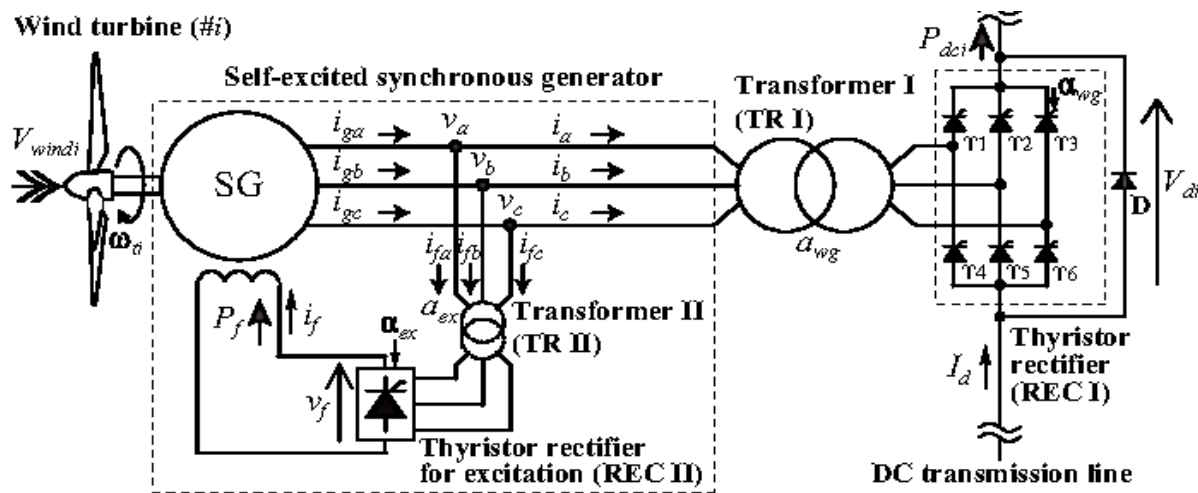 Wind turbine (#i)
Self-excited synchronous generator
V_windi
ω_ti
SG
i_ga
i_gb
i_gc
v_a
v_b
v_c
i_a
i_b
i_c
i_fa
i_fb
i_fc
a_ex
Transformer II
(TR II)
P_f
i_f
v_f
α_ex
Thyristor rectifier
for excitation (REC II)
Transformer I
(TR I)
a_wg
P_dci
α_wg
T1
T2
T3
T4
T5
T6
D
V_di
I_d
Thyristor
rectifier
(REC I)
DC transmission line